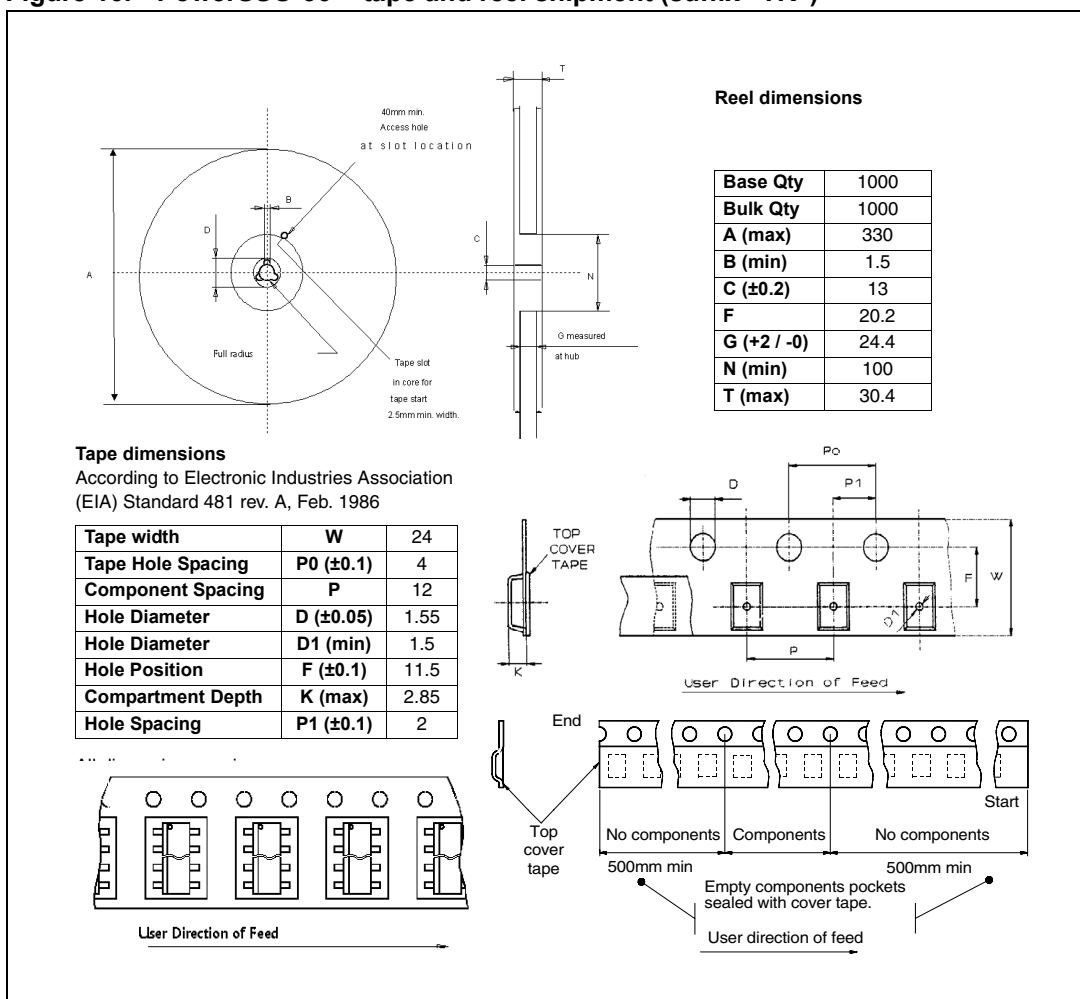 T
40mm min.
Access hole
at slot location
B
D
C
A
N
Full radius
G measured
at hub
Tape slot
in core for
tape start
2.5mm min. width.
Reel dimensions
Base Qty 1000
Bulk Qty 1000
A (max) 330
B (min) 1.5
C (±0.2) 13
F 20.2
G (+2 / -0) 24.4
N (min) 100
T (max) 30.4
Tape dimensions
According to Electronic Industries Association
(EIA) Standard 481 rev. A, Feb. 1986
Tape width W 24
Tape Hole Spacing P0 (±0.1) 4
Component Spacing P 12
Hole Diameter D (±0.05) 1.55
Hole Diameter D1 (min) 1.5
Hole Position F (±0.1) 11.5
Compartment Depth K (max) 2.85
Hole Spacing P1 (±0.1) 2
TOP
COVER
TAPE
K
Po
D
P1
F
W
D1
P
User Direction of Feed
End
Start
Top
cover
tape
No components
Components
No components
500mm min
500mm min
Empty components pockets
sealed with cover tape.
User direction of feed
User Direction of Feed